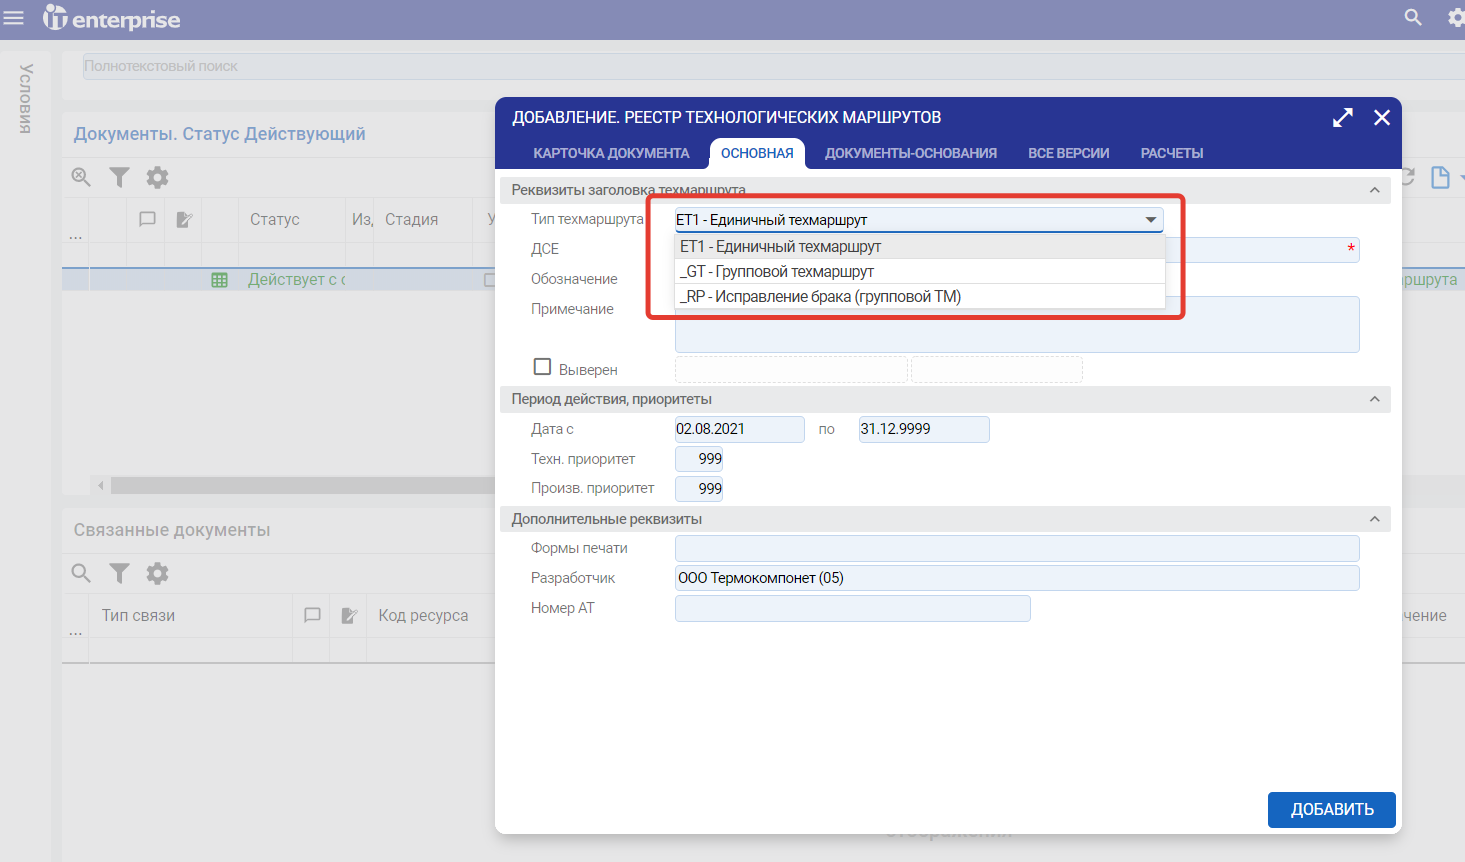 enterprise
Условия
Полнотекстовый поиск
Документы. Статус Действующий
... Статус Из, Стадия У
Действует с
ршрута
Связанные документы
... Тип связи Код ресурса
чение
ДОБАВЛЕНИЕ. РЕЕСТР ТЕХНОЛОГИЧЕСКИХ МАРШРУТОВ
КАРТОЧКА ДОКУМЕНТА ОСНОВНАЯ ДОКУМЕНТЫ-ОСНОВАНИЯ ВСЕ ВЕРСИИ РАСЧЕТЫ
Реквизиты заголовка техмаршрута
Тип техмаршрута ET1 - Единичный техмаршрут
ET1 - Единичный техмаршрут
_GT - Групповой техмаршрут
_RP - Исправление брака (групповой ТМ)
ДСЕ *
Обозначение
Примечание
Выверен
Период действия, приоритеты
Дата с 02.08.2021 по 31.12.9999
Техн. приоритет 999
Произв. приоритет 999
Дополнительные реквизиты
Формы печати
Разработчик ООО Термокомпонет (05)
Номер АТ
ДОБАВИТЬ